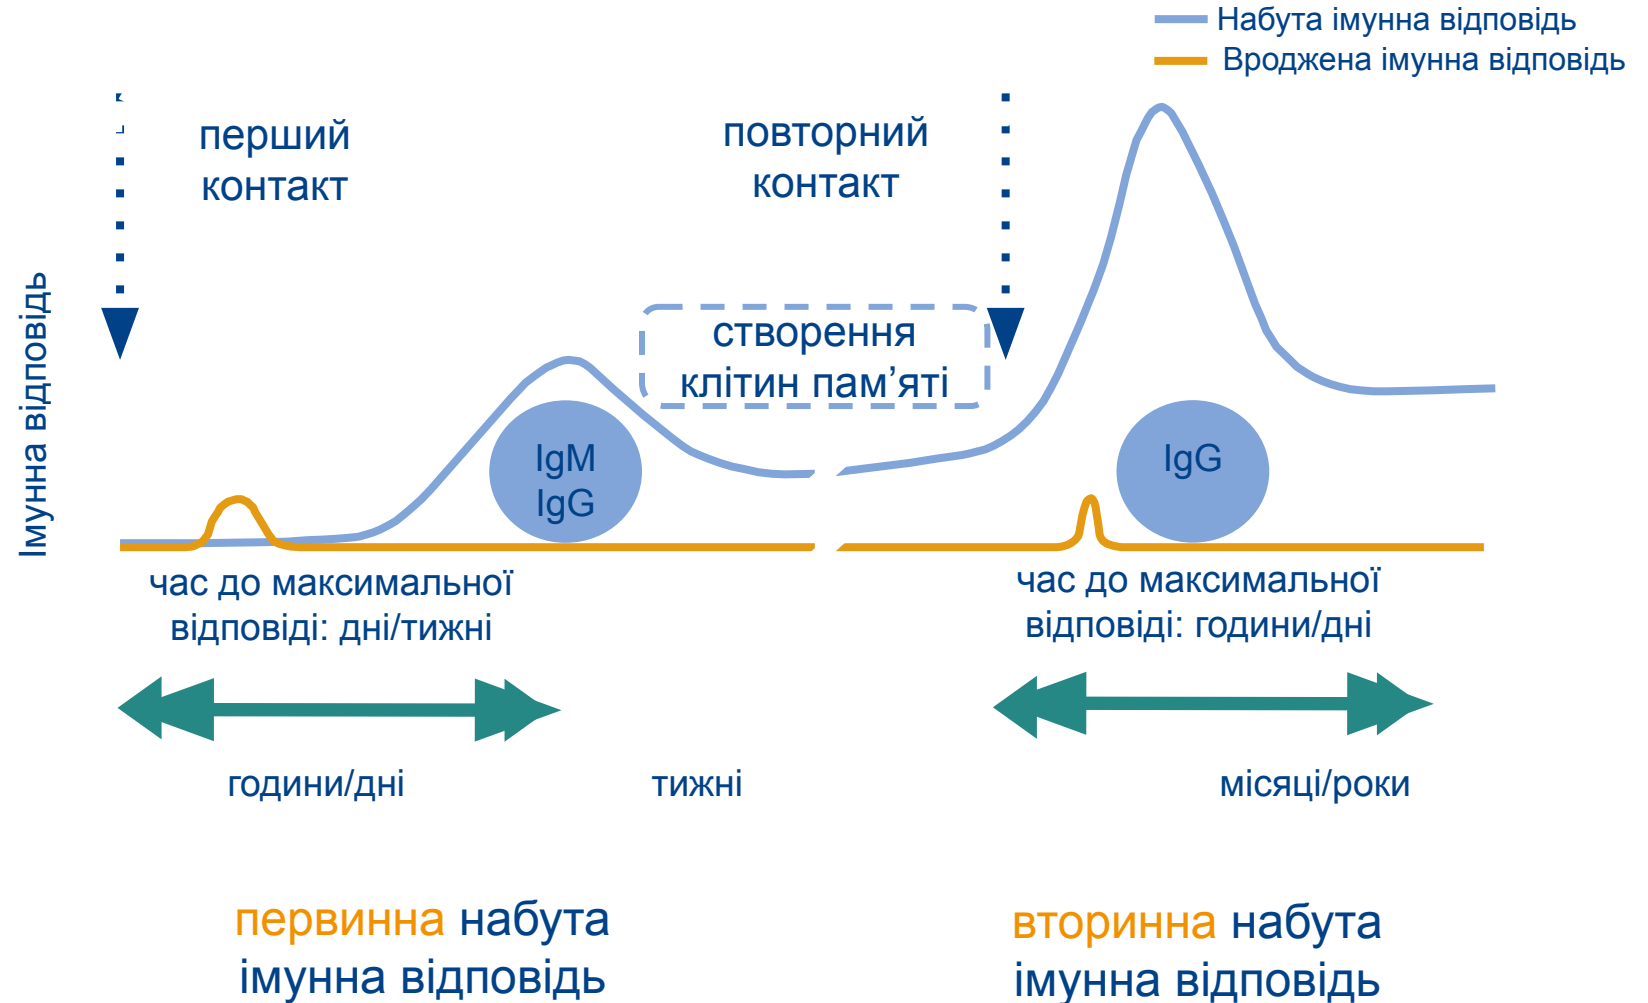 Набута імунна відповідь
Вроджена імунна відповідь
перший
контакт
повторний
контакт
Імунна відповідь
створення
клітин пам’яті
IgM
IgG
IgG
час до максимальної
відповіді: дні/тижні
час до максимальної
відповіді: години/дні
години/дні
тижні
місяці/роки
первинна набута
імунна відповідь
вторинна набута
імунна відповідь